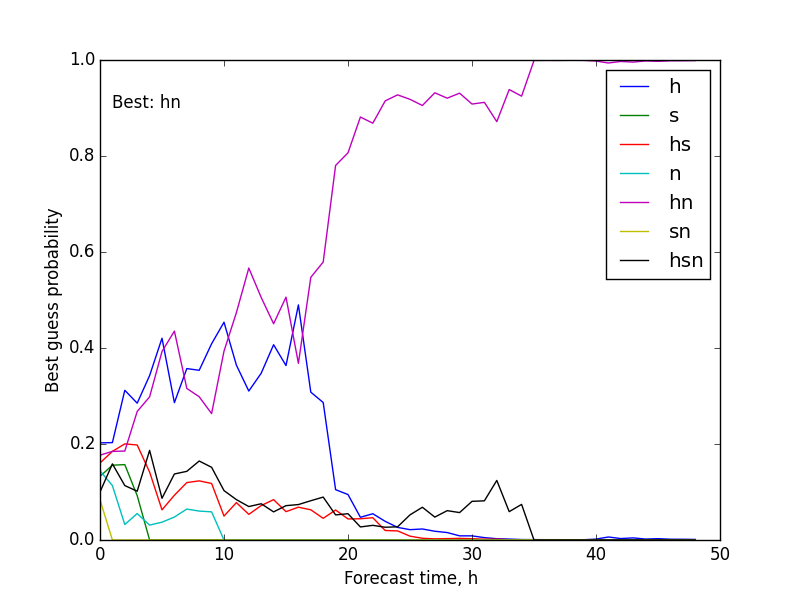 1.0
0.8
0.6
0.4
0.2
0.0
Best guess probability
Best: hn
h
s
hs
n
hn
sn
hsn
0 10 20 30 40 50
Forecast time, h